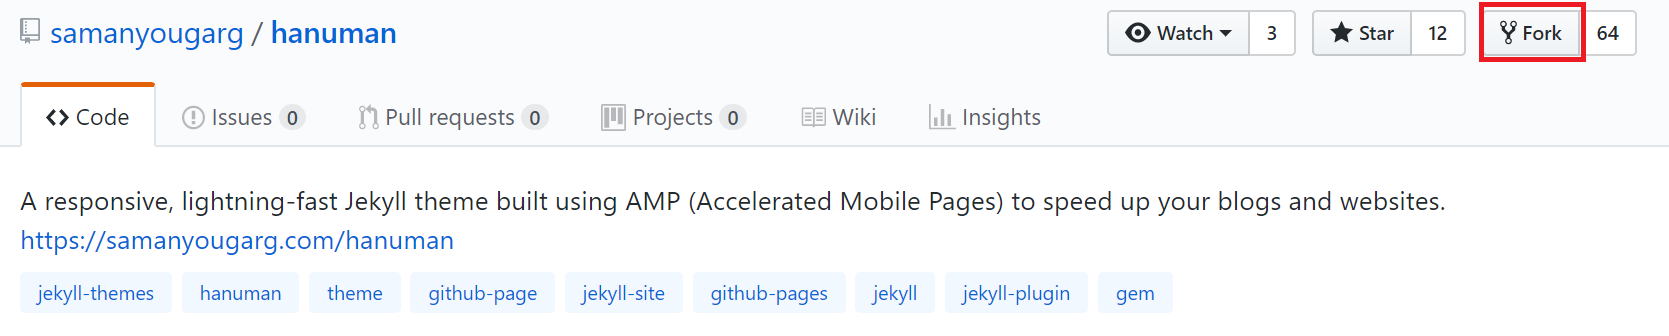 samanyougarg / hanuman Watch 3 Star 12 Fork 64
Code Issues 0 Pull requests 0 Projects 0 Wiki Insights
A responsive, lightning-fast Jekyll theme built using AMP (Accelerated Mobile Pages) to speed up your blogs and websites.
https://samanyougarg.com/hanuman
jekyll-themes hanuman theme github-page jekyll-site github-pages jekyll jekyll-plugin gem